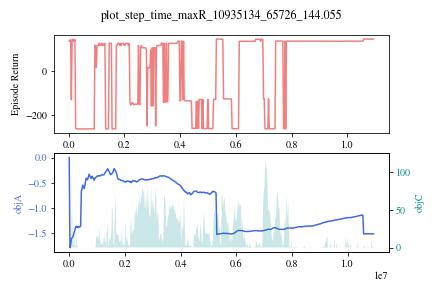 plot_step_time_maxR_10935134_65726_144.055
Episode Return
0
−200
0.0 0.2 0.4 0.6 0.8 1.0
objA
0.0
−0.5
−1.0
−1.5
100
50
0
objC
0.0 0.2 0.4 0.6 0.8 1.0
1e7